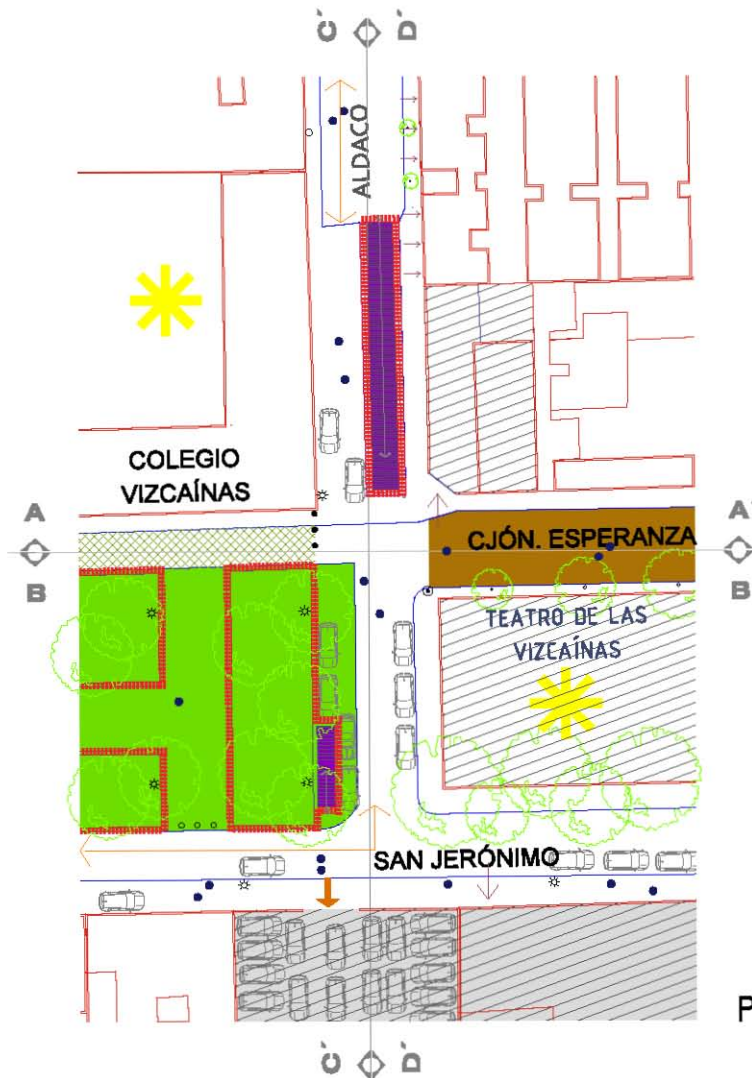 C´ D´
ALDACO
COLEGIO
VIZCAÍNAS
A A´
CJÓN. ESPERANZA
B B´
TEATRO DE LAS
VIZCAÍNAS
SAN JERÓNIMO
P
C´ D´